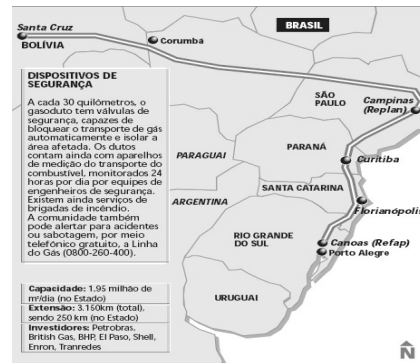 BRASIL
Santa Cruz
BOLÍVIA
Corumbá
DISPOSITIVOS DE
SEGURANÇA
A cada 30 quilómetros, o
gasoduto tem válvulas de
segurança, capazes de
bloquear o transporte de gás
automaticamente e isolar a
área afetada. Os dutos
contam ainda com aparelhos
de medição do transporte do
combustível, monitorados 24
horas por dia por equipes de
engenheiros de segurança.
Existem ainda serviços de
brigadas de incêndio.
A comunidade também
pode alertar para acidentes
ou sabotagem, por meio
telefônico gratuito, a Linha
do Gás (0800-260-400).
SÃO
PAULO
Campinas
(Replan)
PARAGUAI
PARANÁ
Curitiba
SANTA CATARINA
ARGENTINA
Florianópolis
RIO GRANDE
DO SUL
Canoas (Refap)
Porto Alegre
URUGUAI
Capacidade: 1,95 milhão de
m³/dia (no Estado)
Extensão: 3.150km (total),
sendo 250 km (no Estado)
Investidores: Petrobras,
British Gas, BHP, El Paso, Shell,
Enron, Tranredes
N